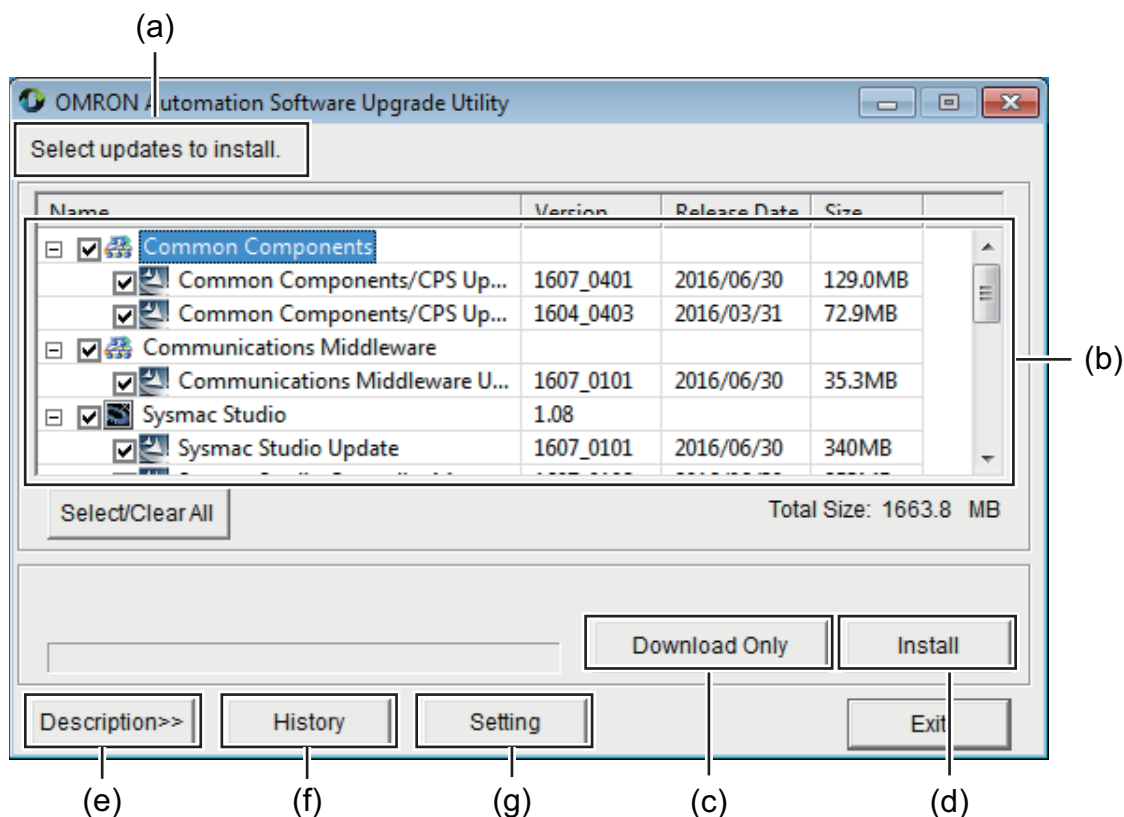 (a)
OMRON Automation Software Upgrade Utility
Select updates to install.
Name Version Release Date Size
Common Components
Common Components/CPS Up... 1607_0401 2016/06/30 129.0MB
Common Components/CPS Up... 1604_0403 2016/03/31 72.9MB
Communications Middleware
Communications Middleware U... 1607_0101 2016/06/30 35.3MB
Sysmac Studio 1.08
Sysmac Studio Update 1607_0101 2016/06/30 340MB
(b)
Select/Clear All Total Size: 1663.8 MB
Download Only Install
Description>> History Setting Exit
(e) (f) (g) (c) (d)